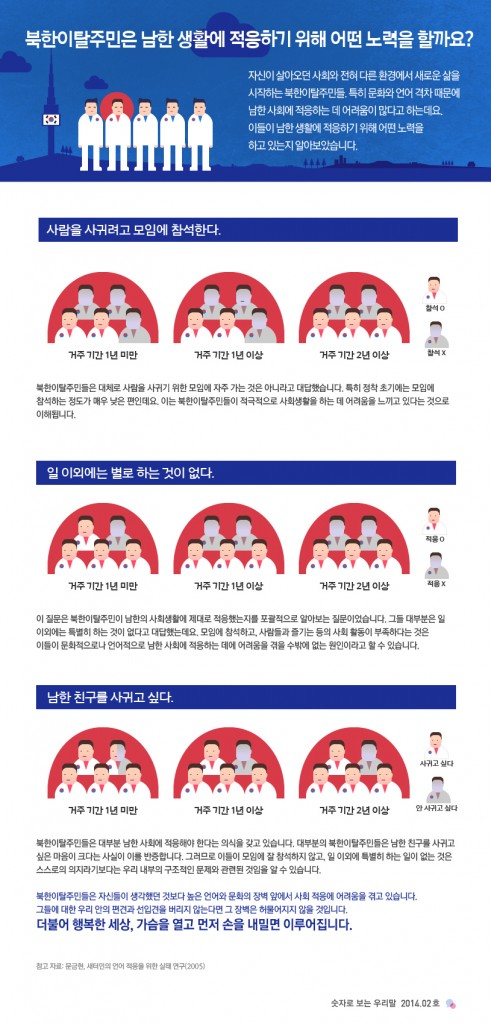 북한이탈주민은 남한 생활에 적응하기 위해 어떤 노력을 할까요?
자신이 살아오던 사회와 전혀 다른 환경에서 새로운 삶을
시작하는 북한이탈주민들. 특히 문화와 언어 격차 때문에
남한 사회에 적응하는 데 어려움이 많다고 하는데요.
이들이 남한 생활에 적응하기 위해 어떤 노력을
하고 있는지 알아보았습니다.
사람을 사귀려고 모임에 참석한다.
참석 O
참석 X
거주 기간 1년 미만
거주 기간 1년 이상
거주 기간 2년 이상
북한이탈주민들은 대체로 사람을 사귀기 위한 모임에 자주 가는 것은 아니라고 대답했습니다. 특히 정착 초기에는 모임에
참석하는 정도가 매우 낮은 편인데요. 이는 북한이탈주민들이 적극적으로 사회생활을 하는 데 어려움을 느끼고 있다는 것으로
이해됩니다.
일 이외에는 별로 하는 것이 없다.
적응 O
적응 X
거주 기간 1년 미만
거주 기간 1년 이상
거주 기간 2년 이상
이 질문은 북한이탈주민이 남한의 사회생활에 제대로 적응했는지를 포괄적으로 알아보는 질문이었습니다. 그들 대부분은 일
이외에는 특별히 하는 것이 없다고 대답했는데요. 모임에 참석하고, 사람들과 즐기는 등의 사회 활동이 부족하다는 것은
이들이 문화적으로나 언어적으로 남한 사회에 적응하는 데에 어려움을 겪을 수밖에 없는 원인이라고 할 수 있습니다.
남한 친구를 사귀고 싶다.
사귀고 싶다
안 사귀고 싶다
거주 기간 1년 미만
거주 기간 1년 이상
거주 기간 2년 이상
북한이탈주민들은 대부분 남한 사회에 적응해야 한다는 의식을 갖고 있습니다. 대부분의 북한이탈주민들은 남한 친구를 사귀고
싶은 마음이 크다는 사실이 이를 반증합니다. 그러므로 이들이 모임에 잘 참석하지 않고, 일 이외에 특별히 하는 일이 없는 것은
스스로의 의지라기보다는 우리 내부의 구조적인 문제와 관련된 것임을 알 수 있습니다.
북한이탈주민들은 자신들이 생각했던 것보다 높은 언어와 문화의 장벽 앞에서 사회 적응에 어려움을 겪고 있습니다.
그들에 대한 우리 안의 편견과 선입견을 버리지 않는다면 그 장벽은 허물어지지 않을 것입니다.
더불어 행복한 세상, 가슴을 열고 먼저 손을 내밀면 이루어집니다.
참고 자료: 문금현, 새터민의 언어 적응을 위한 실태 연구(2005)
숫자로 보는 우리말 2014.02호